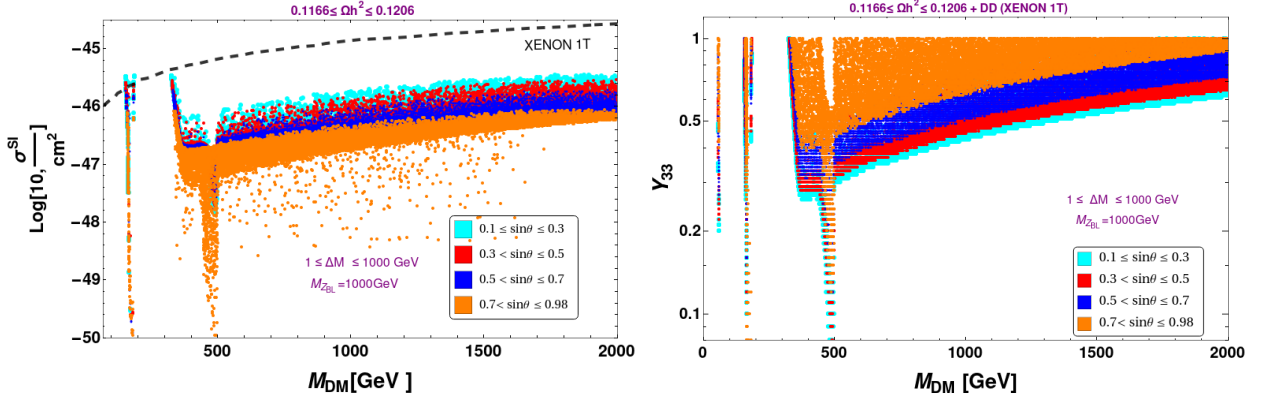 0.1166≤ Ωh² ≤ 0.1206
XENON 1T
Log[10, σ^SI/cm²]
−45
−46
−47
−48
−49
−50
0.1 ≤ sinθ ≤ 0.3
0.3 < sinθ ≤ 0.5
0.5 < sinθ ≤ 0.7
0.7< sinθ ≤ 0.98
1 ≤ ΔM ≤ 1000 GeV
M_{Z_BL} =1000GeV
500 1000 1500 2000
M_DM[GeV ]
0.1166≤ Ωh² ≤ 0.1206 + DD (XENON 1T)
Y_33
1
0.5
0.2
0.1
1 ≤ ΔM ≤ 1000 GeV
M_{Z_BL} =1000GeV
0.1 ≤ sinθ ≤ 0.3
0.3 < sinθ ≤ 0.5
0.5 < sinθ ≤ 0.7
0.7< sinθ ≤ 0.98
0 500 1000 1500 2000
M_DM [GeV]